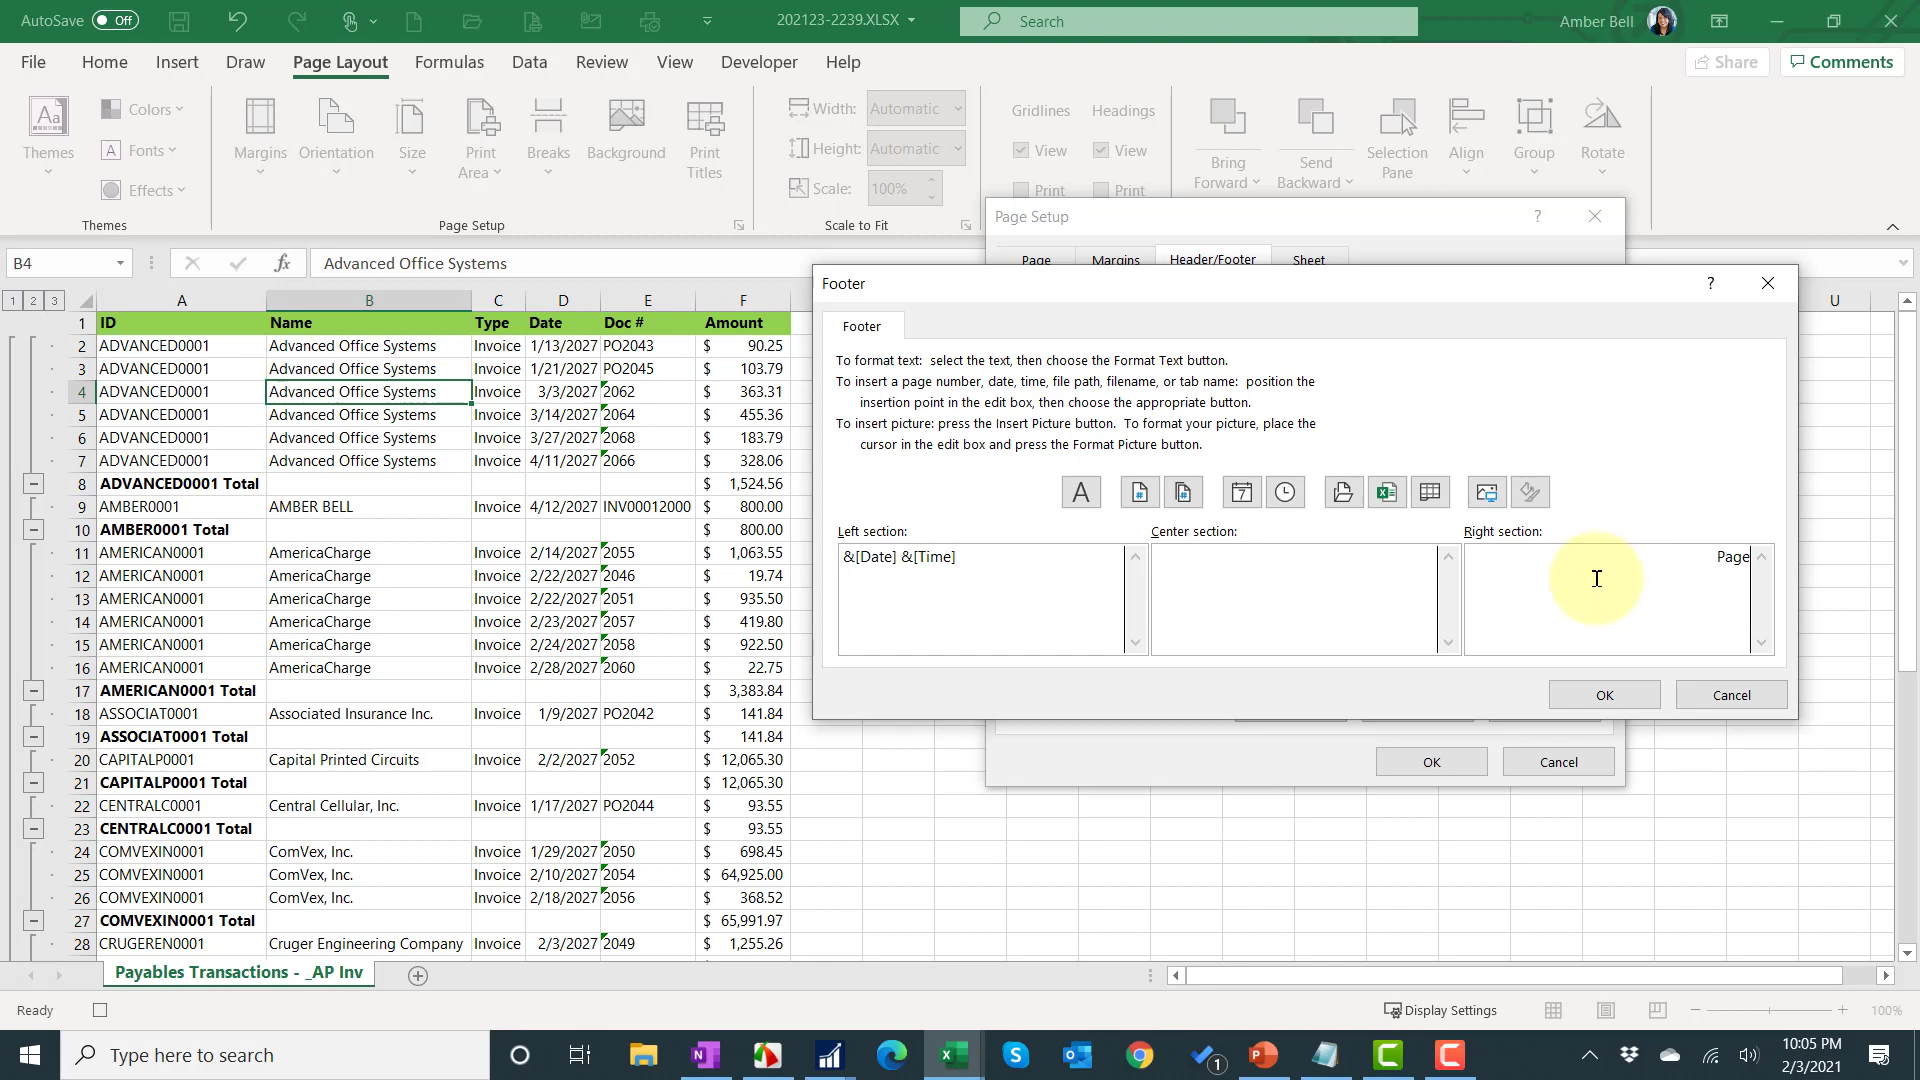 AutoSave Off
202123-2239.XLSX
Search
Amber Bell
File Home Insert Draw Page Layout Formulas Data Review View Developer Help
Share Comments
Themes
Colors
Fonts
Effects
Themes
Margins
Orientation
Size
Print Area
Breaks
Background
Print Titles
Page Setup
Width: Automatic
Height: Automatic
Scale: 100%
Scale to Fit
Gridlines Headings
View View
Print Print
Bring Forward
Send Backward
Selection Pane
Align
Group
Rotate
B4
fx
Advanced Office Systems
Page Setup
?
Page Margins Header/Footer Sheet
Footer
?
Footer
To format text: select the text, then choose the Format Text button.
To insert a page number, date, time, file path, filename, or tab name: position the
insertion point in the edit box, then choose the appropriate button.
To insert picture: press the Insert Picture button. To format your picture, place the
cursor in the edit box and press the Format Picture button.
Left section: Center section: Right section:
&[Date] &[Time]
Page
OK Cancel
OK Cancel
1 2 3
A B C D E F U
1 ID Name Type Date Doc # Amount
2 ADVANCED0001 Advanced Office Systems Invoice 1/13/2027 PO2043 $ 90.25
3 ADVANCED0001 Advanced Office Systems Invoice 1/21/2027 PO2045 $ 103.79
4 ADVANCED0001 Advanced Office Systems Invoice 3/3/2027 2062 $ 363.31
5 ADVANCED0001 Advanced Office Systems Invoice 3/14/2027 2064 $ 455.36
6 ADVANCED0001 Advanced Office Systems Invoice 3/27/2027 2068 $ 183.79
7 ADVANCED0001 Advanced Office Systems Invoice 4/11/2027 2066 $ 328.06
8 ADVANCED0001 Total $ 1,524.56
9 AMBER0001 AMBER BELL Invoice 4/12/2027 INV00012000 $ 800.00
10 AMBER0001 Total $ 800.00
11 AMERICAN0001 AmericaCharge Invoice 2/14/2027 2055 $ 1,063.55
12 AMERICAN0001 AmericaCharge Invoice 2/22/2027 2046 $ 19.74
13 AMERICAN0001 AmericaCharge Invoice 2/22/2027 2051 $ 935.50
14 AMERICAN0001 AmericaCharge Invoice 2/23/2027 2057 $ 419.80
15 AMERICAN0001 AmericaCharge Invoice 2/24/2027 2058 $ 922.50
16 AMERICAN0001 AmericaCharge Invoice 2/28/2027 2060 $ 22.75
17 AMERICAN0001 Total $ 3,383.84
18 ASSOCIAT0001 Associated Insurance Inc. Invoice 1/9/2027 PO2042 $ 141.84
19 ASSOCIAT0001 Total $ 141.84
20 CAPITALP0001 Capital Printed Circuits Invoice 2/2/2027 2052 $ 12,065.30
21 CAPITALP0001 Total $ 12,065.30
22 CENTRALC0001 Central Cellular, Inc. Invoice 1/17/2027 PO2044 $ 93.55
23 CENTRALC0001 Total $ 93.55
24 COMVEXIN0001 ComVex, Inc. Invoice 1/29/2027 2050 $ 698.45
25 COMVEXIN0001 ComVex, Inc. Invoice 2/10/2027 2054 $ 64,925.00
26 COMVEXIN0001 ComVex, Inc. Invoice 2/18/2027 2056 $ 368.52
27 COMVEXIN0001 Total $ 65,991.97
28 CRUGEREN0001 Cruger Engineering Company Invoice 2/3/2027 2049 $ 1,255.26
Payables Transactions - _AP Inv
Ready
Display Settings
100%
Type here to search
1
10:05 PM
2/3/2021